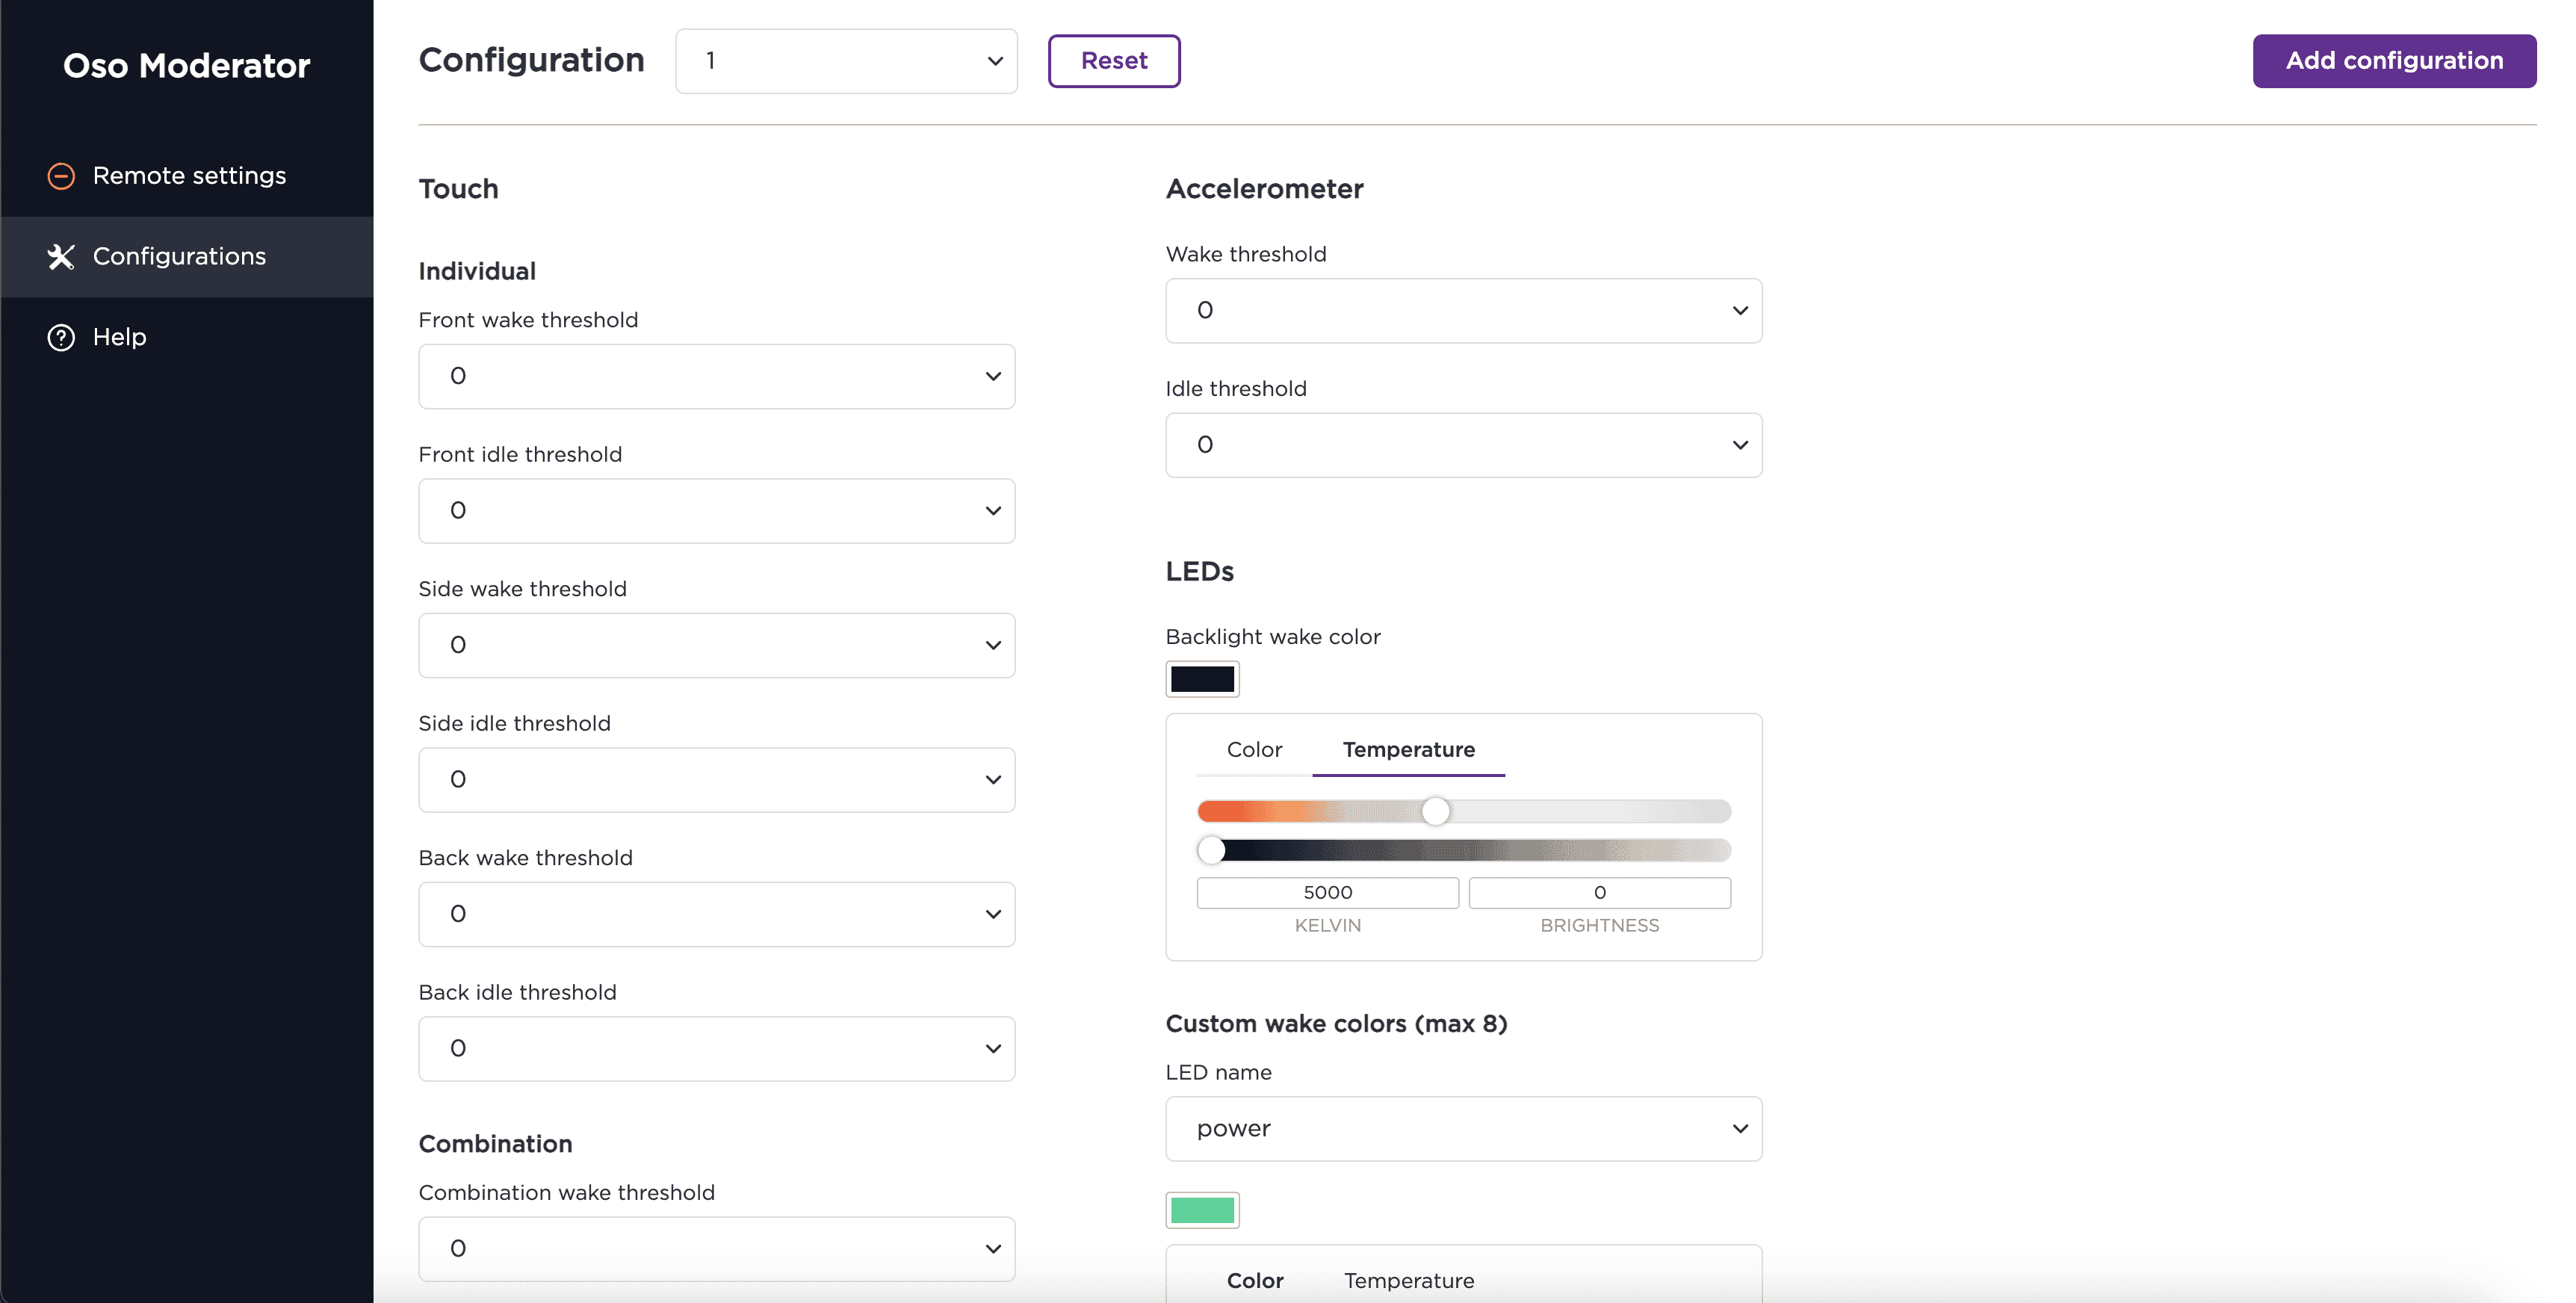 Oso Moderator
Remote settings
Configurations
Help
Configuration
1
Reset
Add configuration
Touch
Individual
Front wake threshold
0
Front idle threshold
0
Side wake threshold
0
Side idle threshold
0
Back wake threshold
0
Back idle threshold
0
Combination
Combination wake threshold
0
Accelerometer
Wake threshold
0
Idle threshold
0
LEDs
Backlight wake color
Color Temperature
5000 0
KELVIN BRIGHTNESS
Custom wake colors (max 8)
LED name
power
Color Temperature